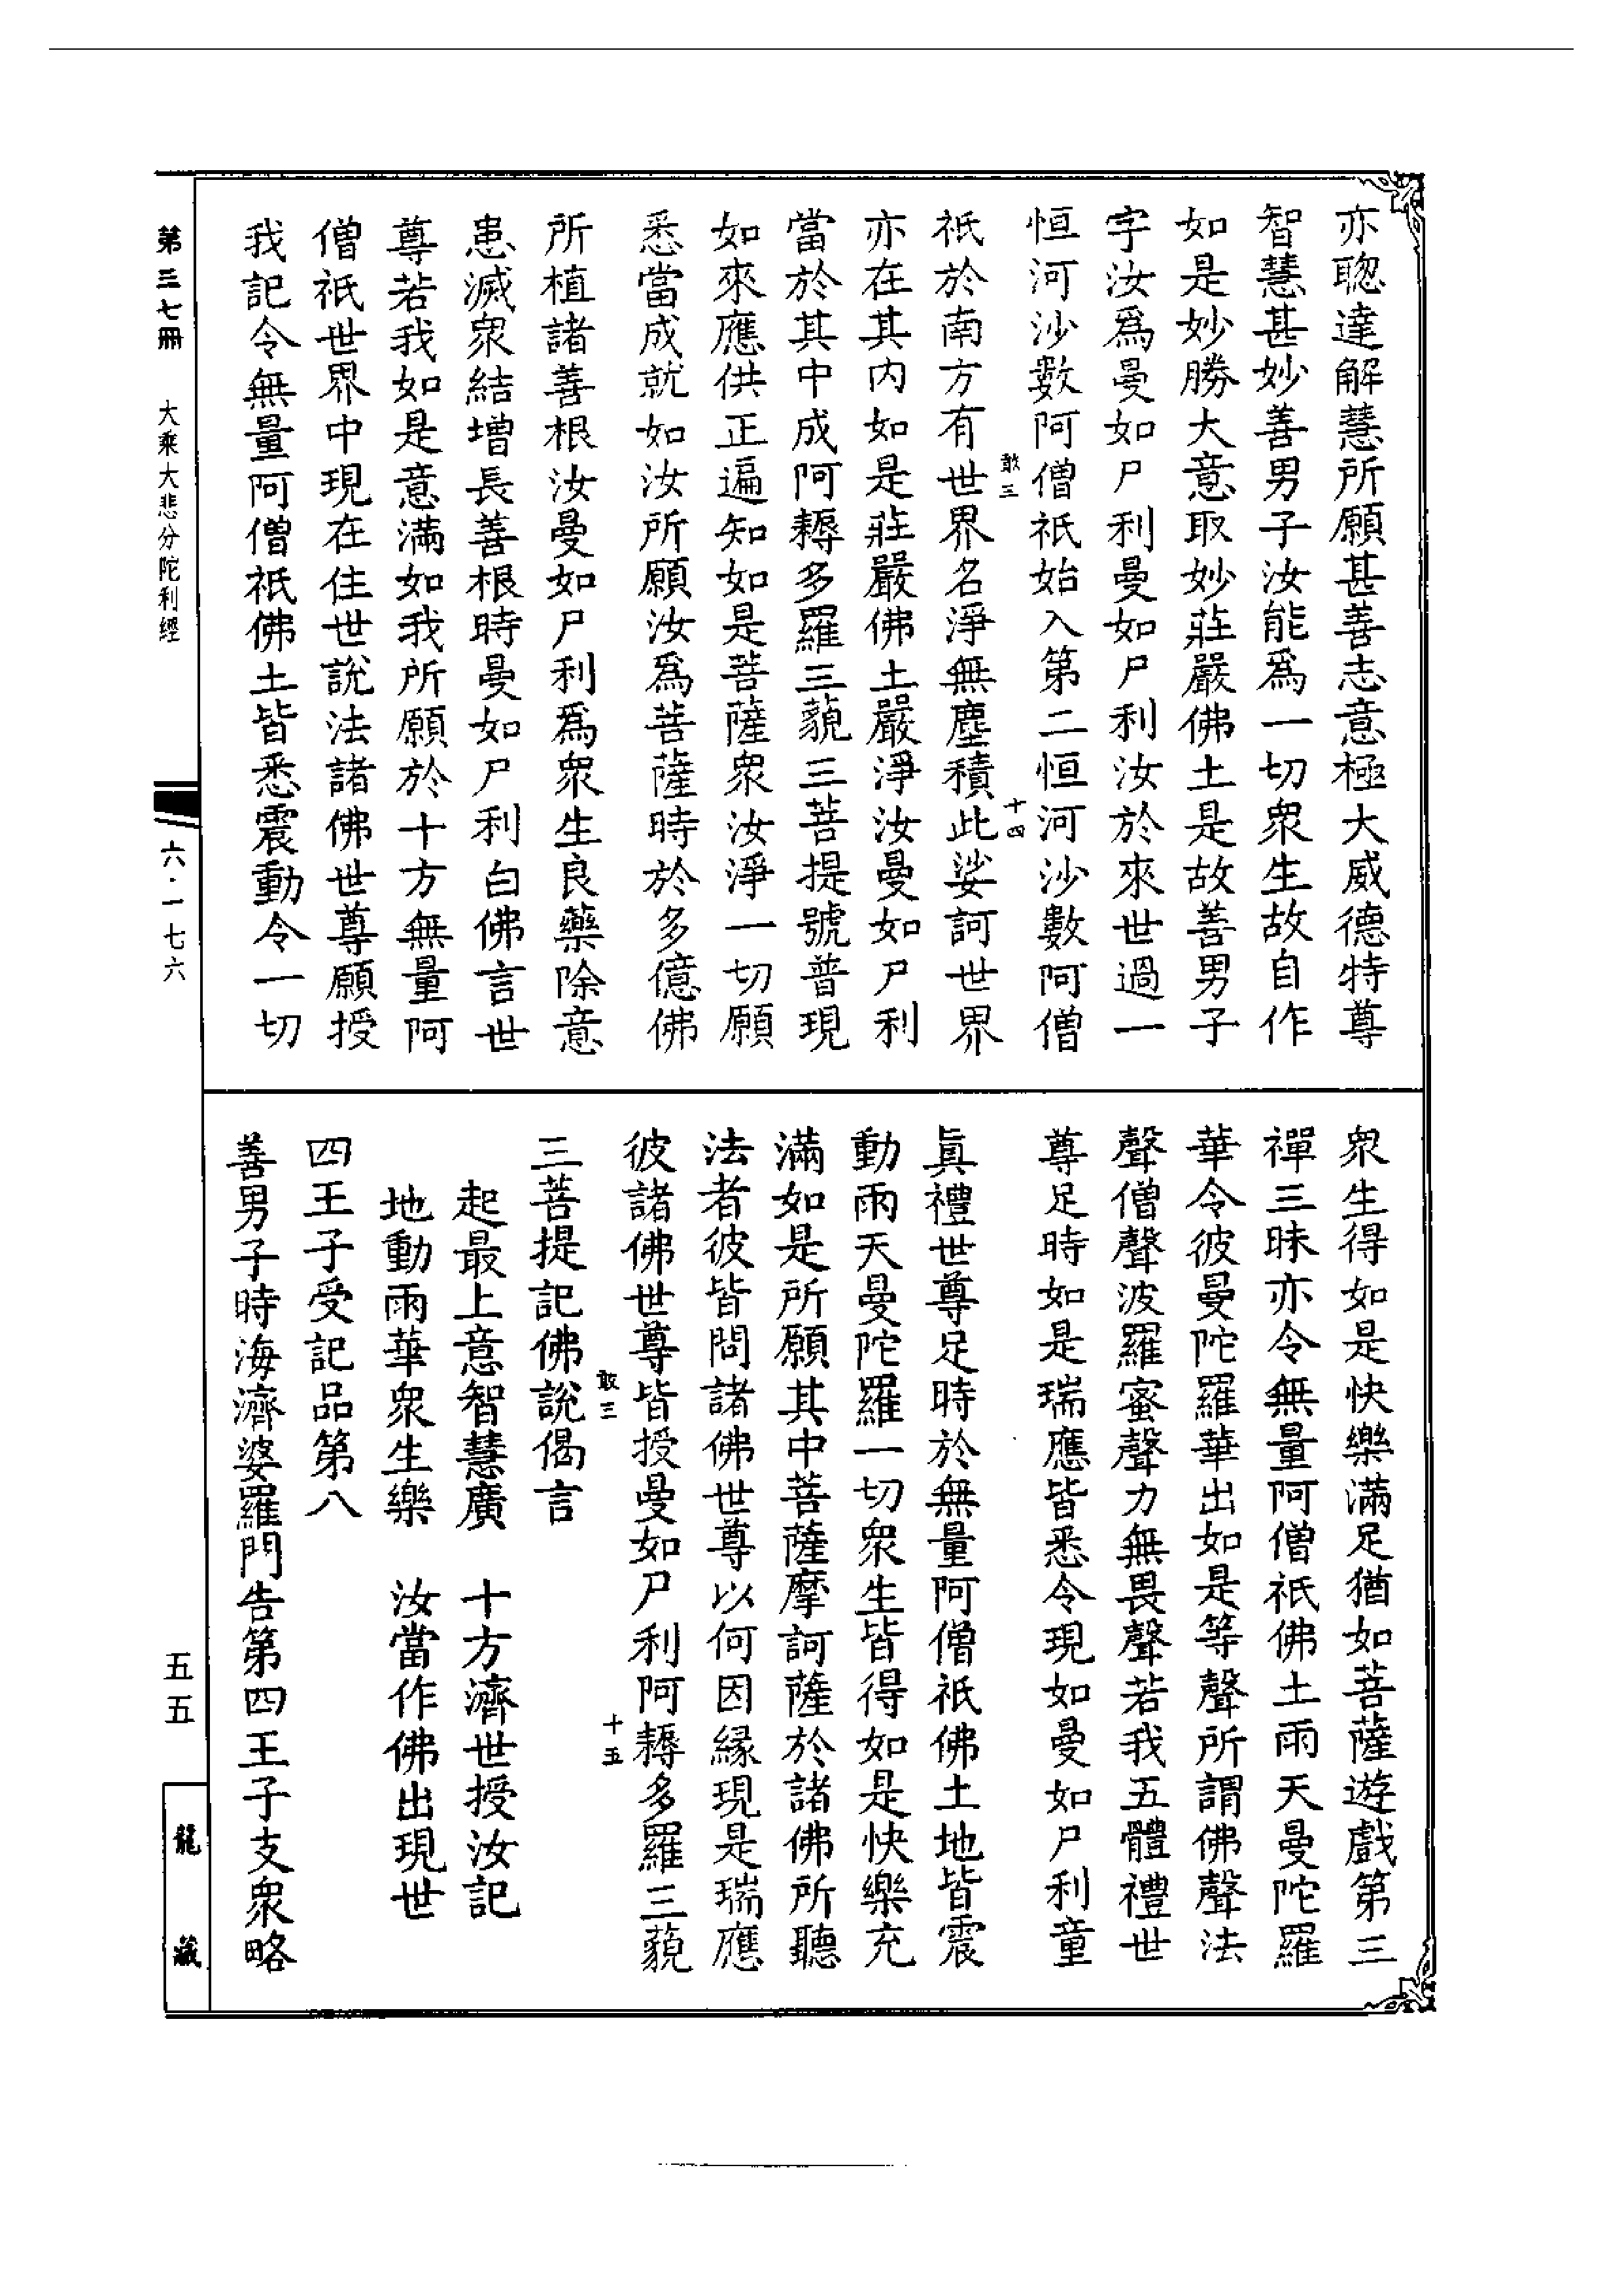 亦聦達解慧所願甚善志意極大威德特尊
智慧甚妙善男子汝能爲一切衆生故自作
如是妙勝大意取妙莊嚴佛土是故善男子
字汝爲曼如尸利曼如尸利汝於來世過一
恒河沙數阿僧祇始入第二恒河沙數阿僧
敢三 十四
祇於南方有世界名淨無塵積此娑訶世界
亦在其内如是莊嚴佛土嚴淨汝曼如尸利
當於其中成阿耨多羅三藐三菩提號普現
如來應供正遍知如是菩薩衆汝淨一切願
悉當成就如汝所願汝爲菩薩時於多億佛
所植諸善根汝曼如尸利爲衆生良藥除意
患滅衆結增長善根時曼如尸利白佛言世
尊若我如是意滿如我所願於十方無量阿
僧祇世界中現在住世說法諸佛世尊願授
我記令無量阿僧祇佛土皆悉震動令一切
衆生得如是快樂滿足猶如菩薩遊戲第三
禪三昧亦令無量阿僧祇佛土雨天曼陀羅
華令彼曼陀羅華出如是等聲所謂佛聲法
聲僧聲波羅蜜聲力無畏聲若我五體禮世
尊足時如是瑞應皆悉令現如曼如尸利童
眞禮世尊足時於無量阿僧祇佛土地皆震
動雨天曼陀羅一切衆生皆得如是快樂充
滿如是所願其中菩薩摩訶薩於諸佛所聽
法者彼皆問諸佛世尊以何因緣現是瑞應
彼諸佛世尊皆授曼如尸利阿耨多羅三藐
敢三 十五
三菩提記佛說偈言
起最上意智慧廣 十方濟世授汝記
地動雨華衆生樂 汝當作佛出現世
四王子受記品第八
善男子時海濟婆羅門告第四王子支衆略
第三七冊 大乘大悲分陀利經 六·一七六 五五 龍藏